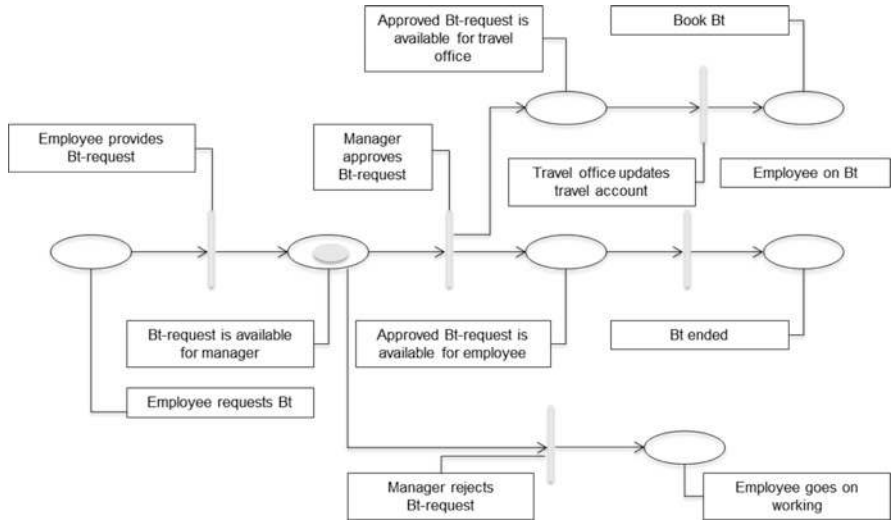 Approved Bt-request is
available for travel
office
Book Bt
Employee provides
Bt-request
Manager
approves
Bt-request
Travel office updates
travel account
Employee on Bt
Bt-request is available
for manager
Approved Bt-request is
available for employee
Bt ended
Employee requests Bt
Manager rejects
Bt-request
Employee goes on
working